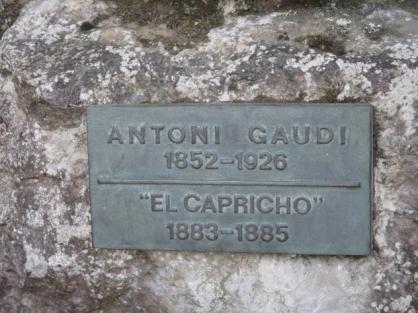 ANTONI GAUDI
1852-1926
"EL CAPRICHO"
1883-1885